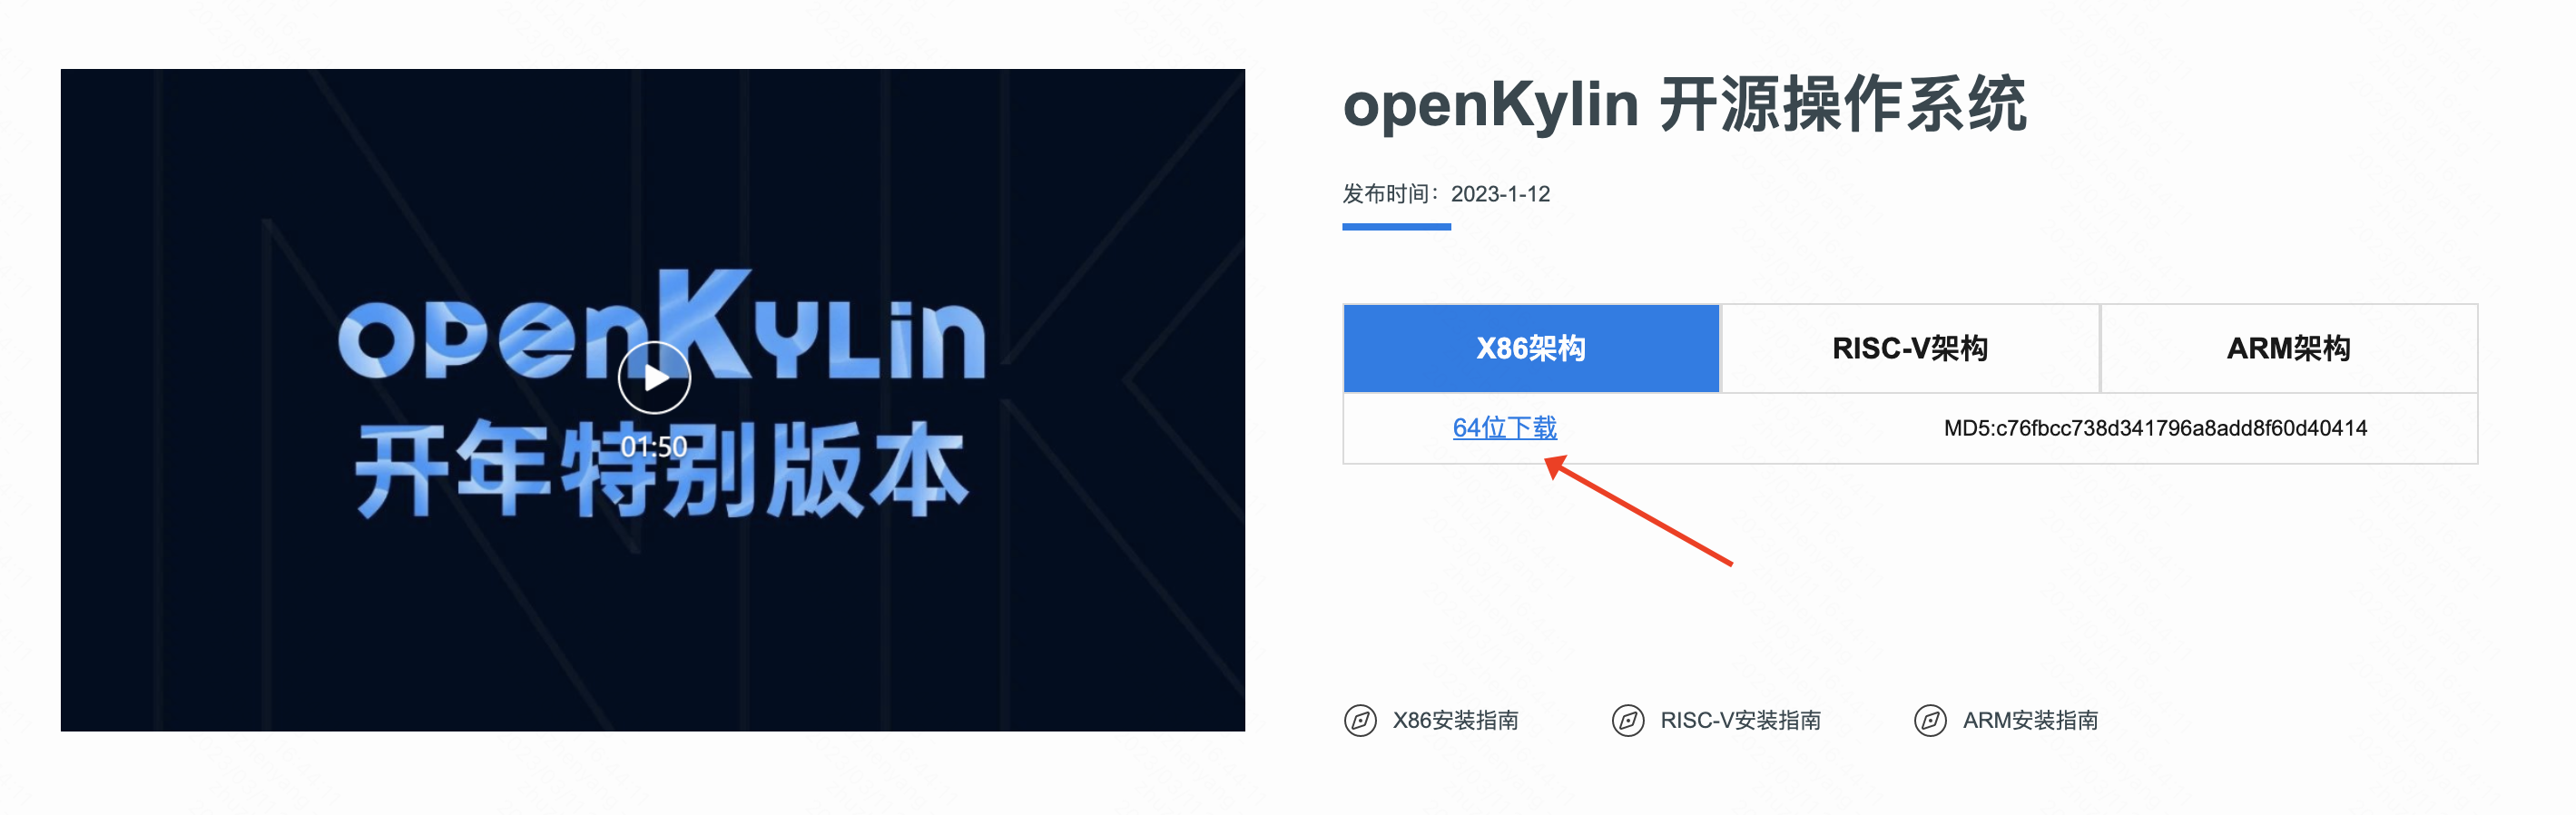 openKylin
开年特别版本
01:50
openKylin 开源操作系统
发布时间：2023-1-12
X86架构
RISC-V架构
ARM架构
64位下载
MD5:c76fbcc738d341796a8add8f60d40414
X86安装指南
RISC-V安装指南
ARM安装指南